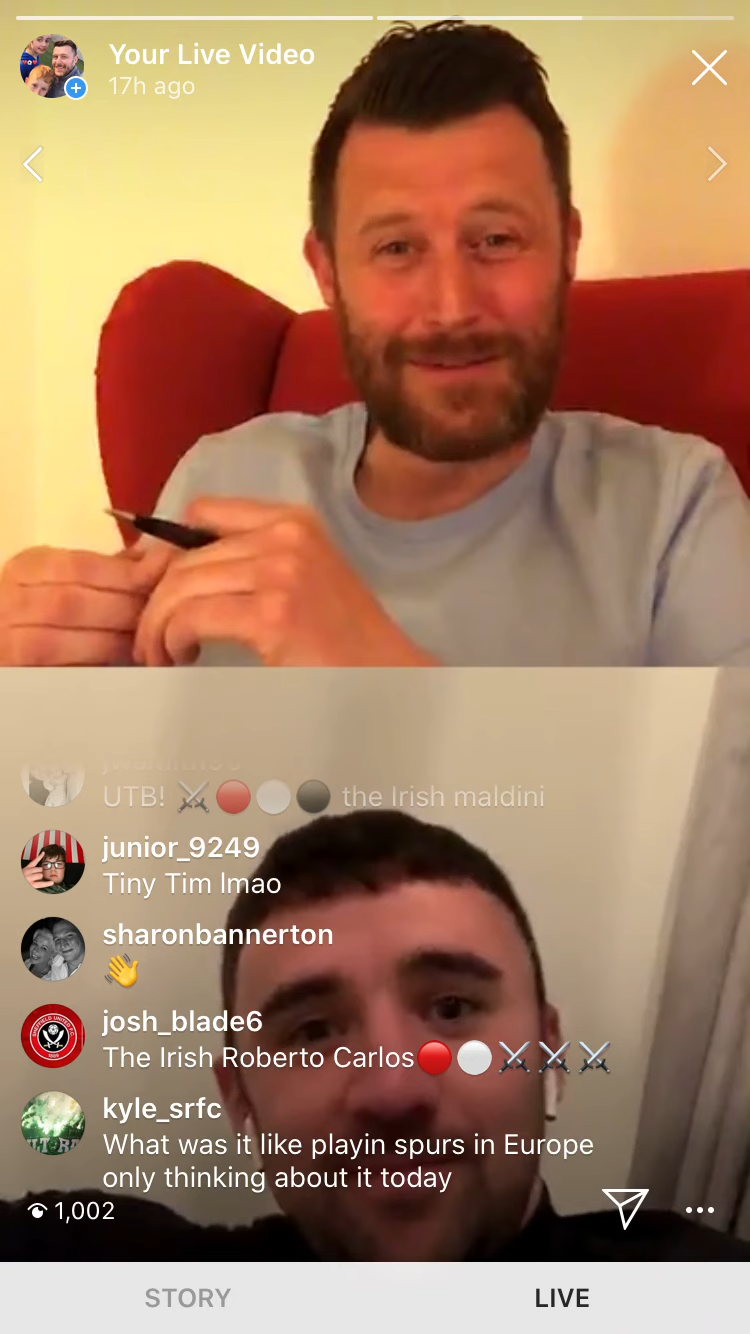 Your Live Video
17h ago
UTB! ⚔️🔴⚪⚫ the Irish maldini
junior_9249
Tiny Tim lmao
sharonbannerton
👋
josh_blade6
The Irish Roberto Carlos🔴⚪⚔️⚔️⚔️
kyle_srfc
What was it like playin spurs in Europe
only thinking about it today
1,002
STORY
LIVE